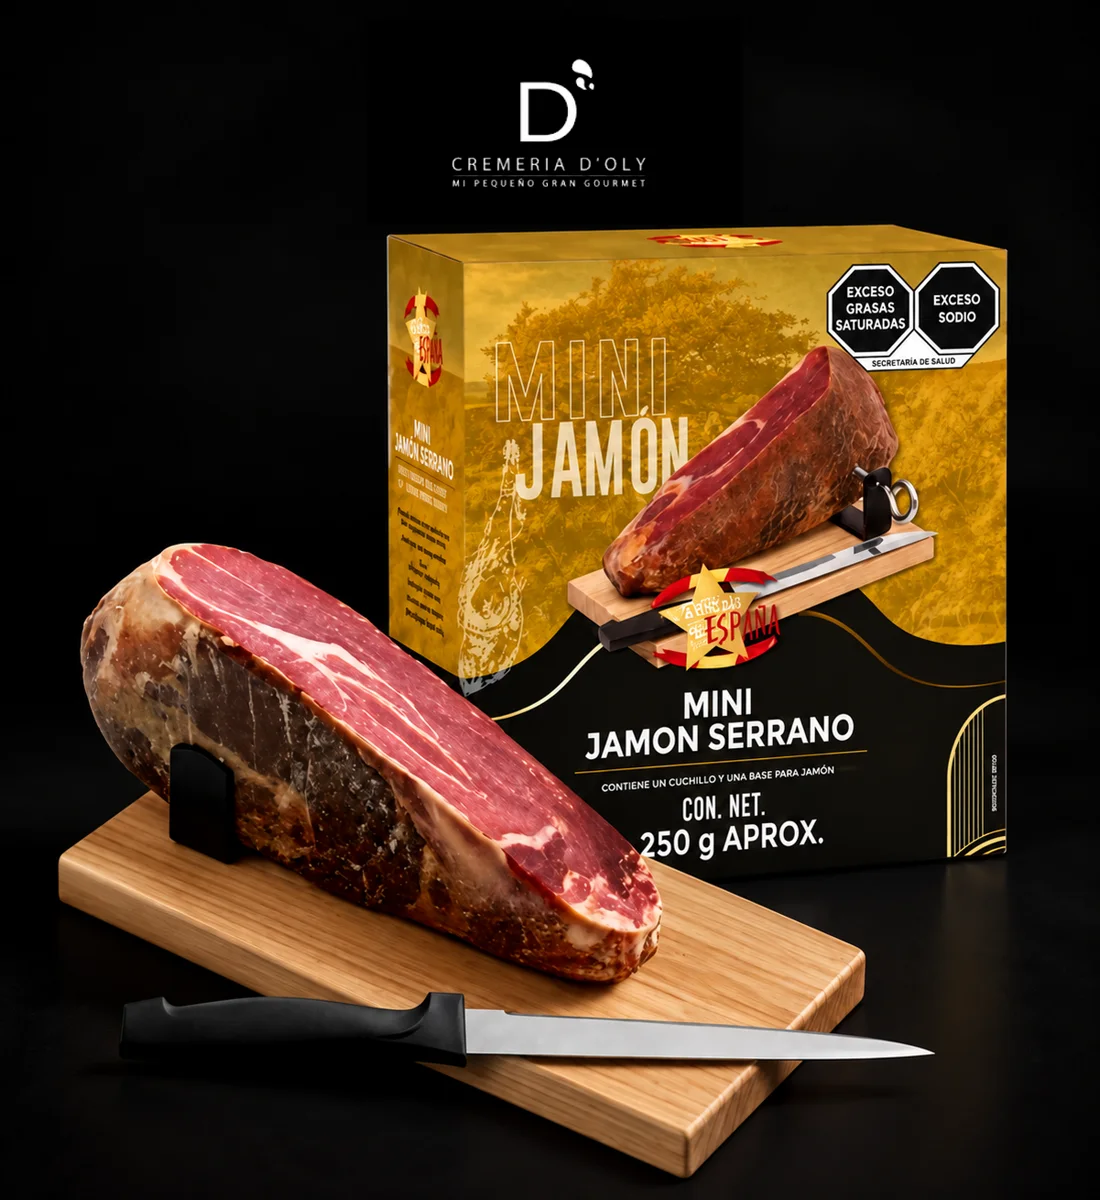 D'
CREMERIA D'OLY
MI PEQUEÑO GRAN GOURMET
EXCESO
GRASAS
SATURADAS
EXCESO
SODIO
SECRETARÍA DE SALUD
MINI
JAMÓN
ESPAÑA
MINI
JAMÓN SERRANO
ESPAÑA
MINI
JAMON SERRANO
CONTIENE UN CUCHILLO Y UNA BASE PARA JAMÓN
CON. NET.
250 g APROX.